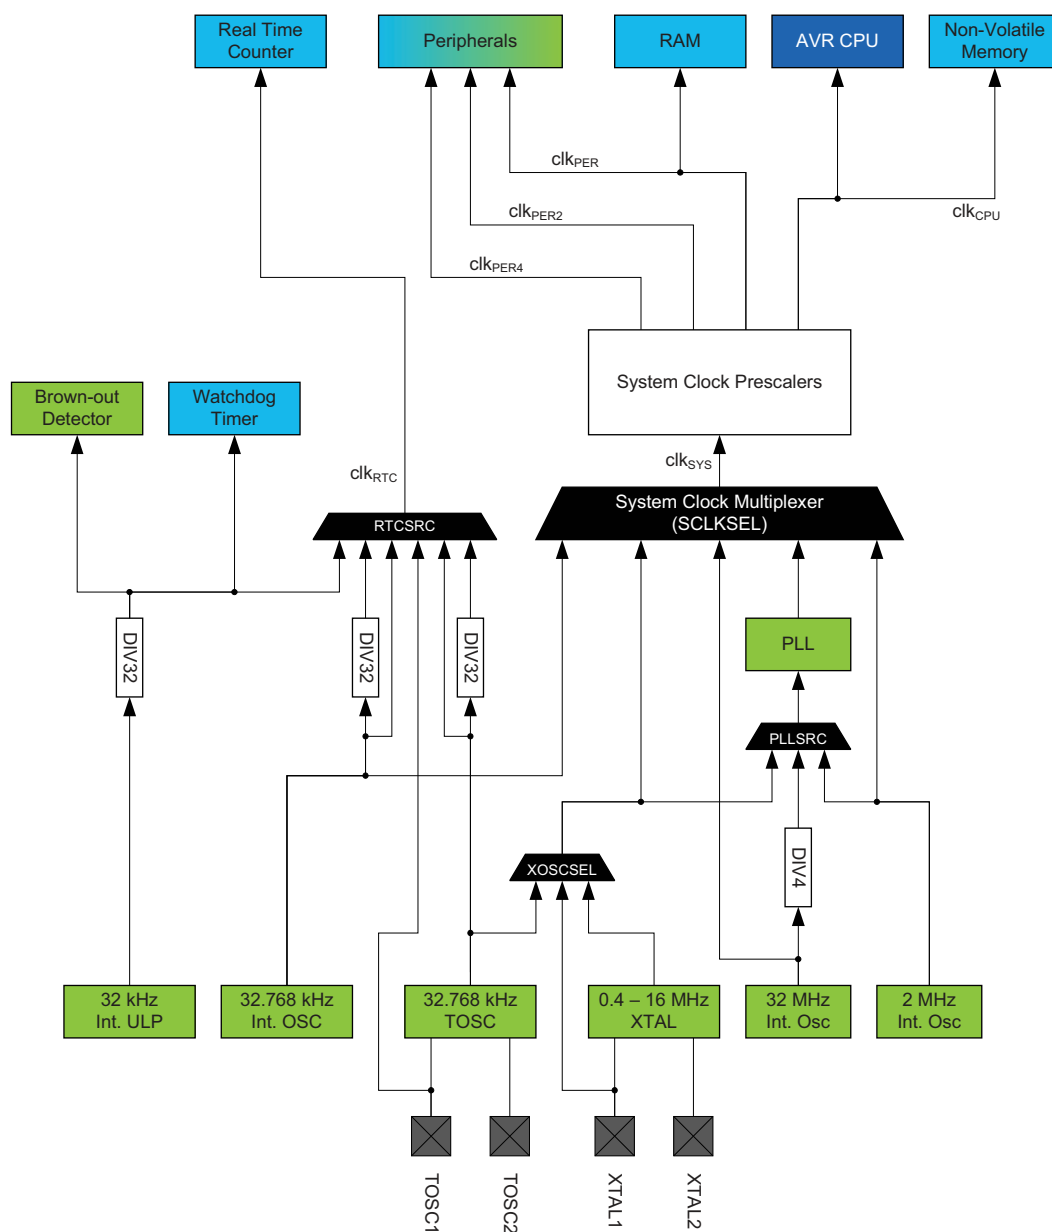 Real Time
Counter
Peripherals
RAM
AVR CPU
Non-Volatile
Memory
clkPER
clkPER2
clkCPU
clkPER4
System Clock Prescalers
Brown-out
Detector
Watchdog
Timer
clkRTC
clkSYS
System Clock Multiplexer
(SCLKSEL)
RTCSRC
DIV32
DIV32
DIV32
PLL
PLLSRC
XOSCSEL
DIV4
32 kHz
Int. ULP
32.768 kHz
Int. OSC
32.768 kHz
TOSC
0.4 – 16 MHz
XTAL
32 MHz
Int. Osc
2 MHz
Int. Osc
TOSC1
TOSC2
XTAL1
XTAL2